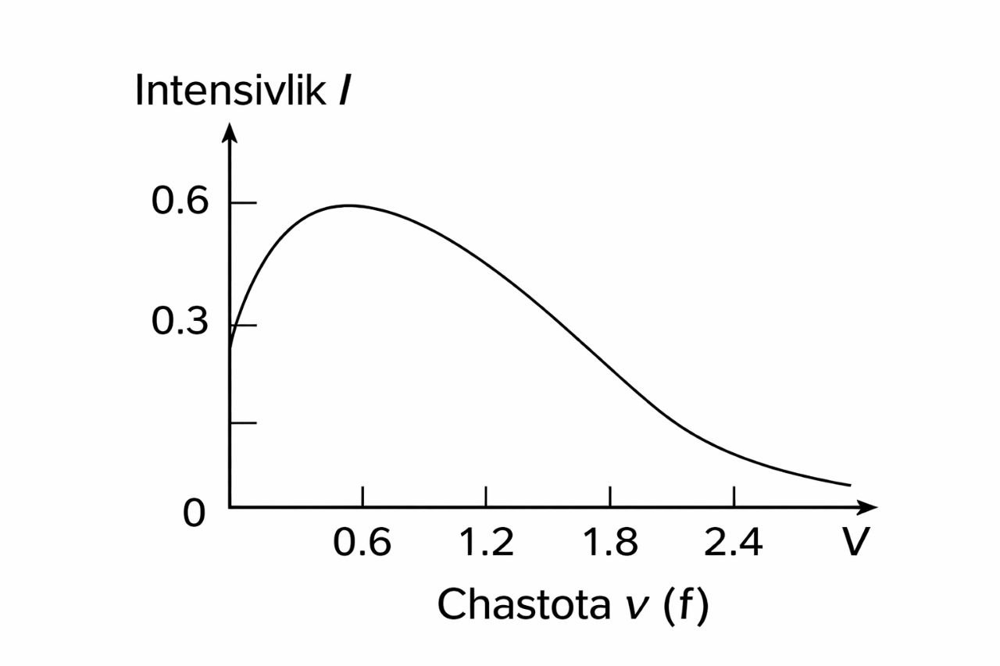 Intensivlik I
0.6
0.3
0
0.6 1.2 1.8 2.4 V
Chastota v (f)